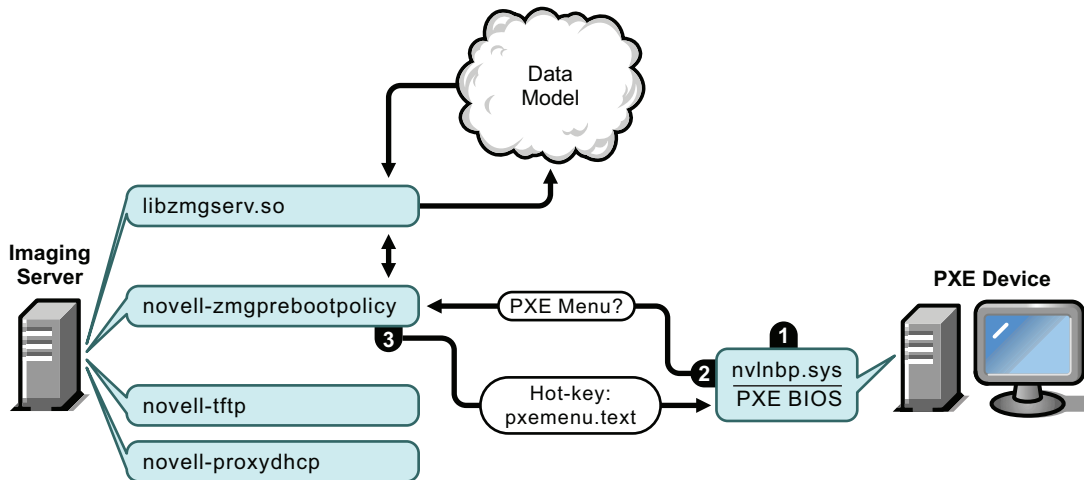 Data
Model
libzmgserv.so
Imaging
Server
PXE Device
novell-zmgprebootpolicy
PXE Menu?
3
1
2
nvlnbp.sys
PXE BIOS
Hot-key:
pxemenu.text
novell-tftp
novell-proxydhcp